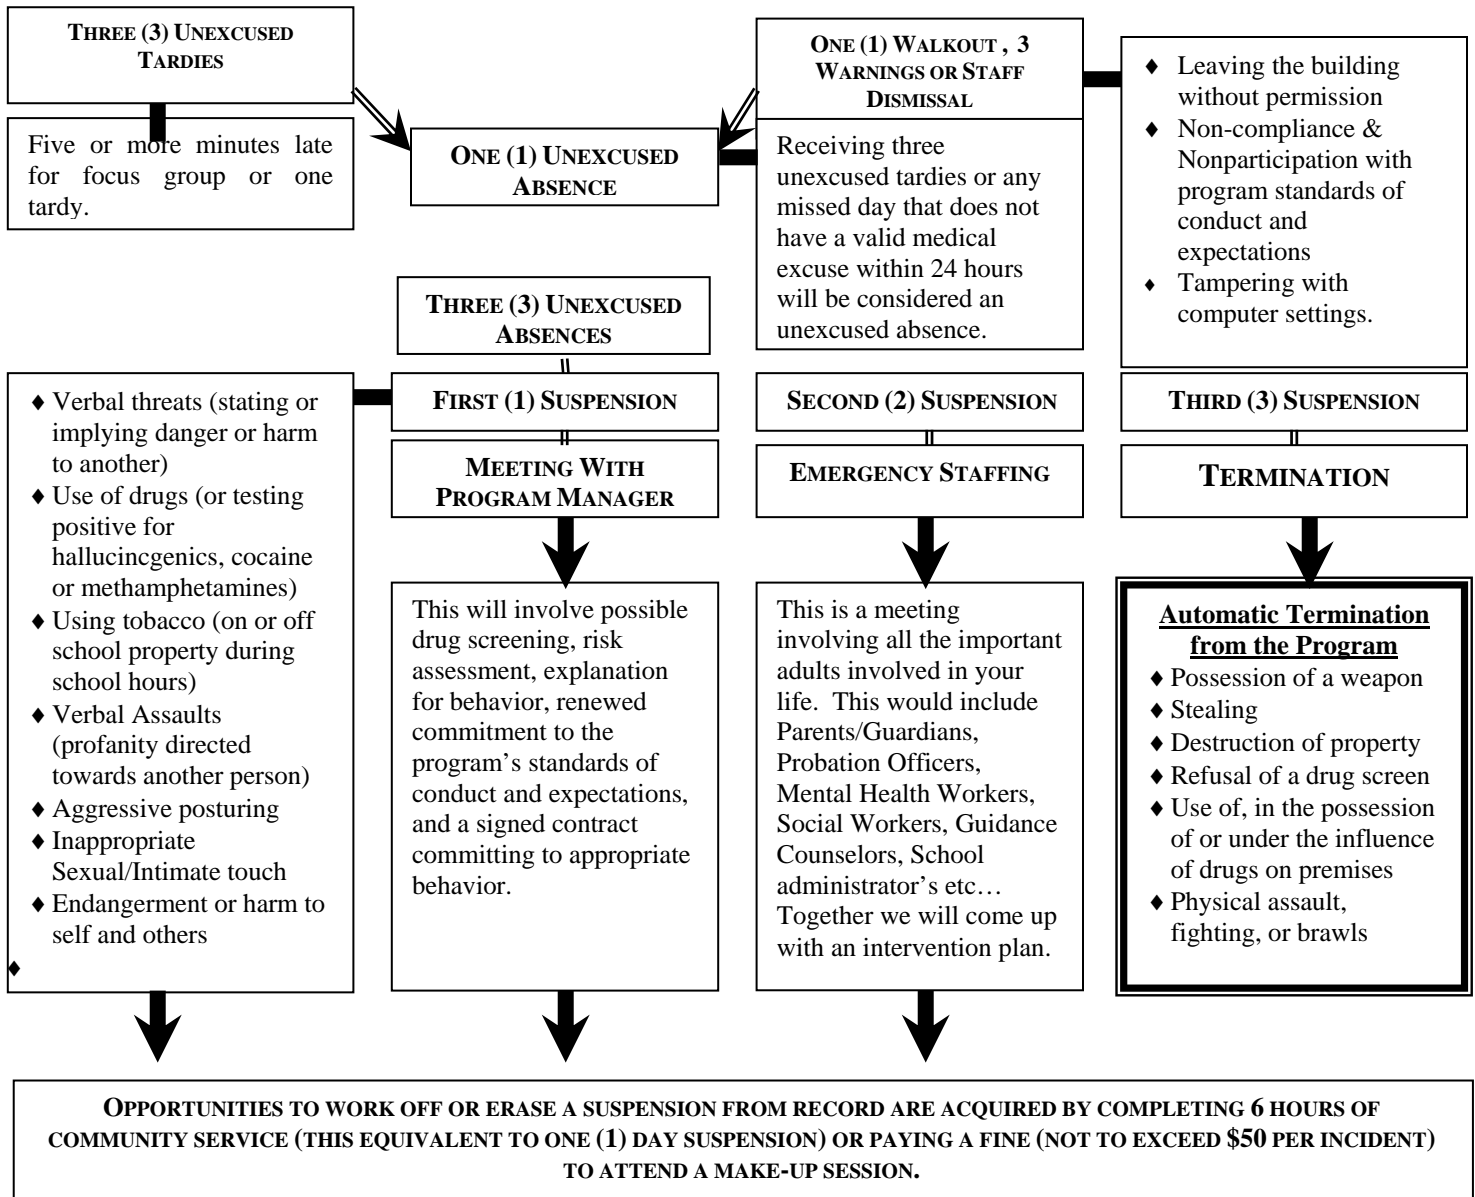 THREE (3) UNEXCUSED
TARDIES
Five or more minutes late
for focus group or one
tardy.
ONE (1) UNEXCUSED
ABSENCE
ONE (1) WALKOUT , 3
WARNINGS OR STAFF
DISMISSAL
Receiving three
unexcused tardies or any
missed day that does not
have a valid medical
excuse within 24 hours
will be considered an
unexcused absence.
♦ Leaving the building
without permission
♦ Non-compliance &
Nonparticipation with
program standards of
conduct and
expectations
♦ Tampering with
computer settings.
THREE (3) UNEXCUSED
ABSENCES
♦ Verbal threats (stating or
implying danger or harm
to another)
♦ Use of drugs (or testing
positive for
hallucincgenics, cocaine
or methamphetamines)
♦ Using tobacco (on or off
school property during
school hours)
♦ Verbal Assaults
(profanity directed
towards another person)
♦ Aggressive posturing
♦ Inappropriate
Sexual/Intimate touch
♦ Endangerment or harm to
self and others
♦
FIRST (1) SUSPENSION
MEETING WITH
PROGRAM MANAGER
This will involve possible
drug screening, risk
assessment, explanation
for behavior, renewed
commitment to the
program's standards of
conduct and expectations,
and a signed contract
committing to appropriate
behavior.
SECOND (2) SUSPENSION
EMERGENCY STAFFING
This is a meeting
involving all the important
adults involved in your
life. This would include
Parents/Guardians,
Probation Officers,
Mental Health Workers,
Social Workers, Guidance
Counselors, School
administrator's etc…
Together we will come up
with an intervention plan.
THIRD (3) SUSPENSION
TERMINATION
Automatic Termination
from the Program
♦ Possession of a weapon
♦ Stealing
♦ Destruction of property
♦ Refusal of a drug screen
♦ Use of, in the possession
of or under the influence
of drugs on premises
♦ Physical assault,
fighting, or brawls
OPPORTUNITIES TO WORK OFF OR ERASE A SUSPENSION FROM RECORD ARE ACQUIRED BY COMPLETING 6 HOURS OF
COMMUNITY SERVICE (THIS EQUIVALENT TO ONE (1) DAY SUSPENSION) OR PAYING A FINE (NOT TO EXCEED $50 PER INCIDENT)
TO ATTEND A MAKE-UP SESSION.